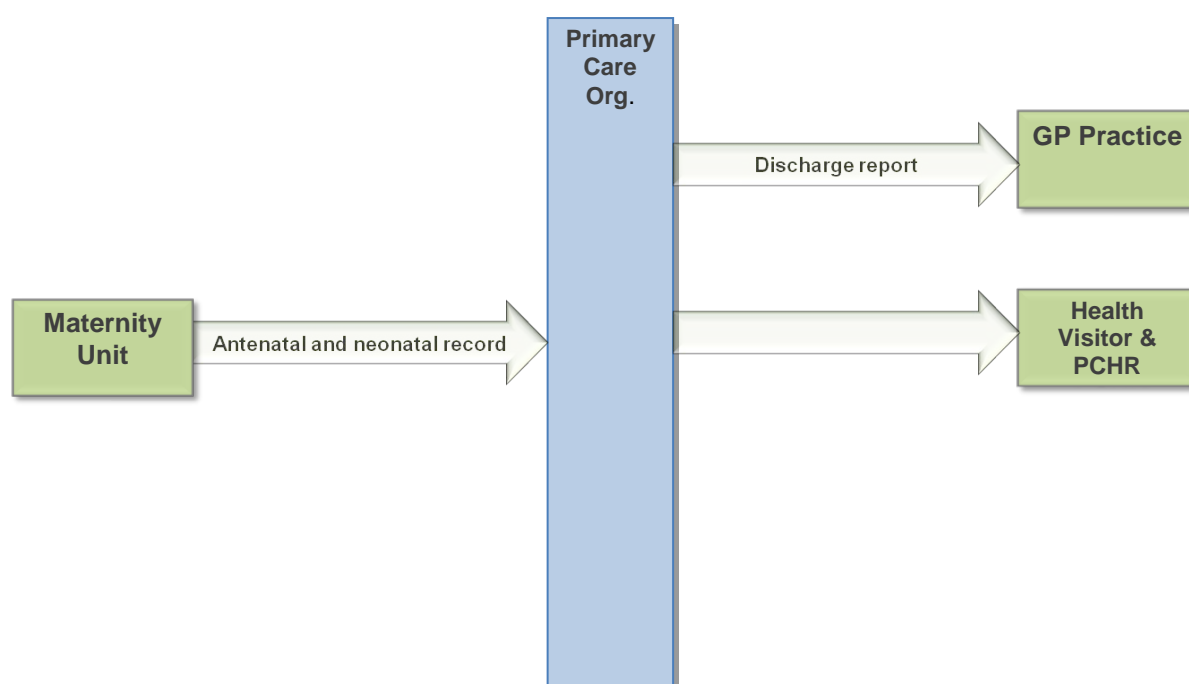 Primary
Care
Org.
GP Practice
Discharge report
Maternity
Unit
Antenatal and neonatal record
Health
Visitor &
PCHR